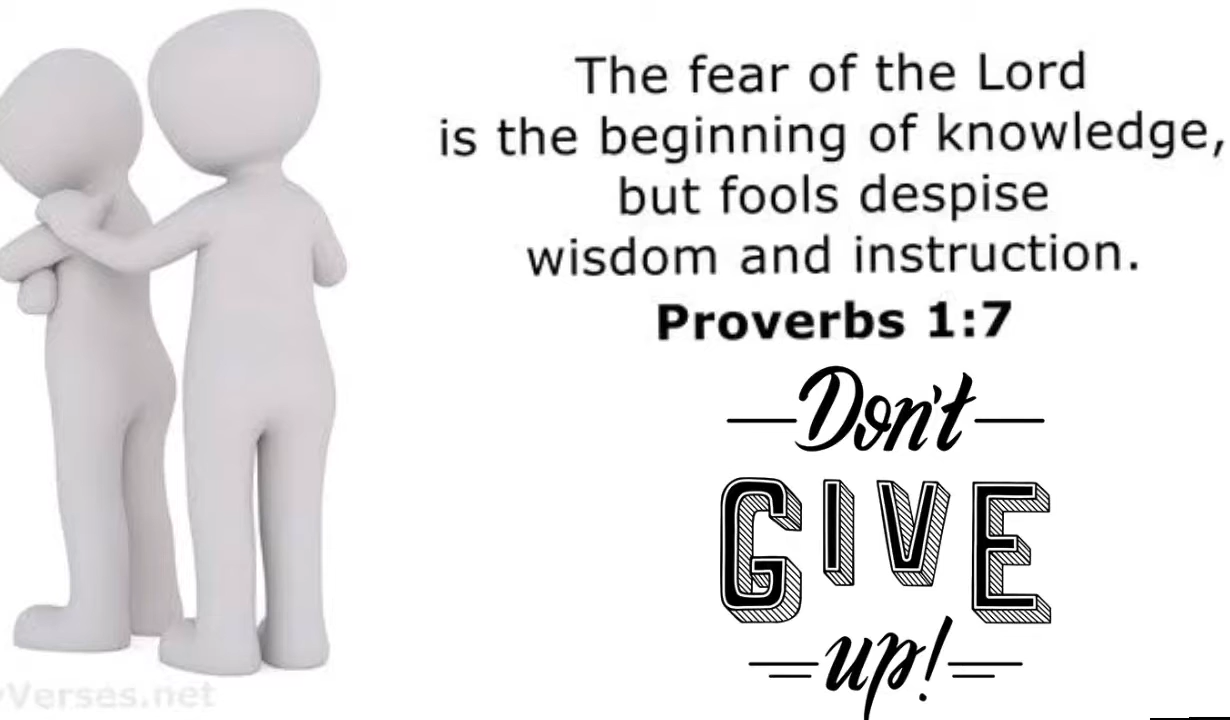 The fear of the Lord
is the beginning of knowledge,
but fools despise
wisdom and instruction.
Proverbs 1:7
Don't
GIVE
up!
Verses.net